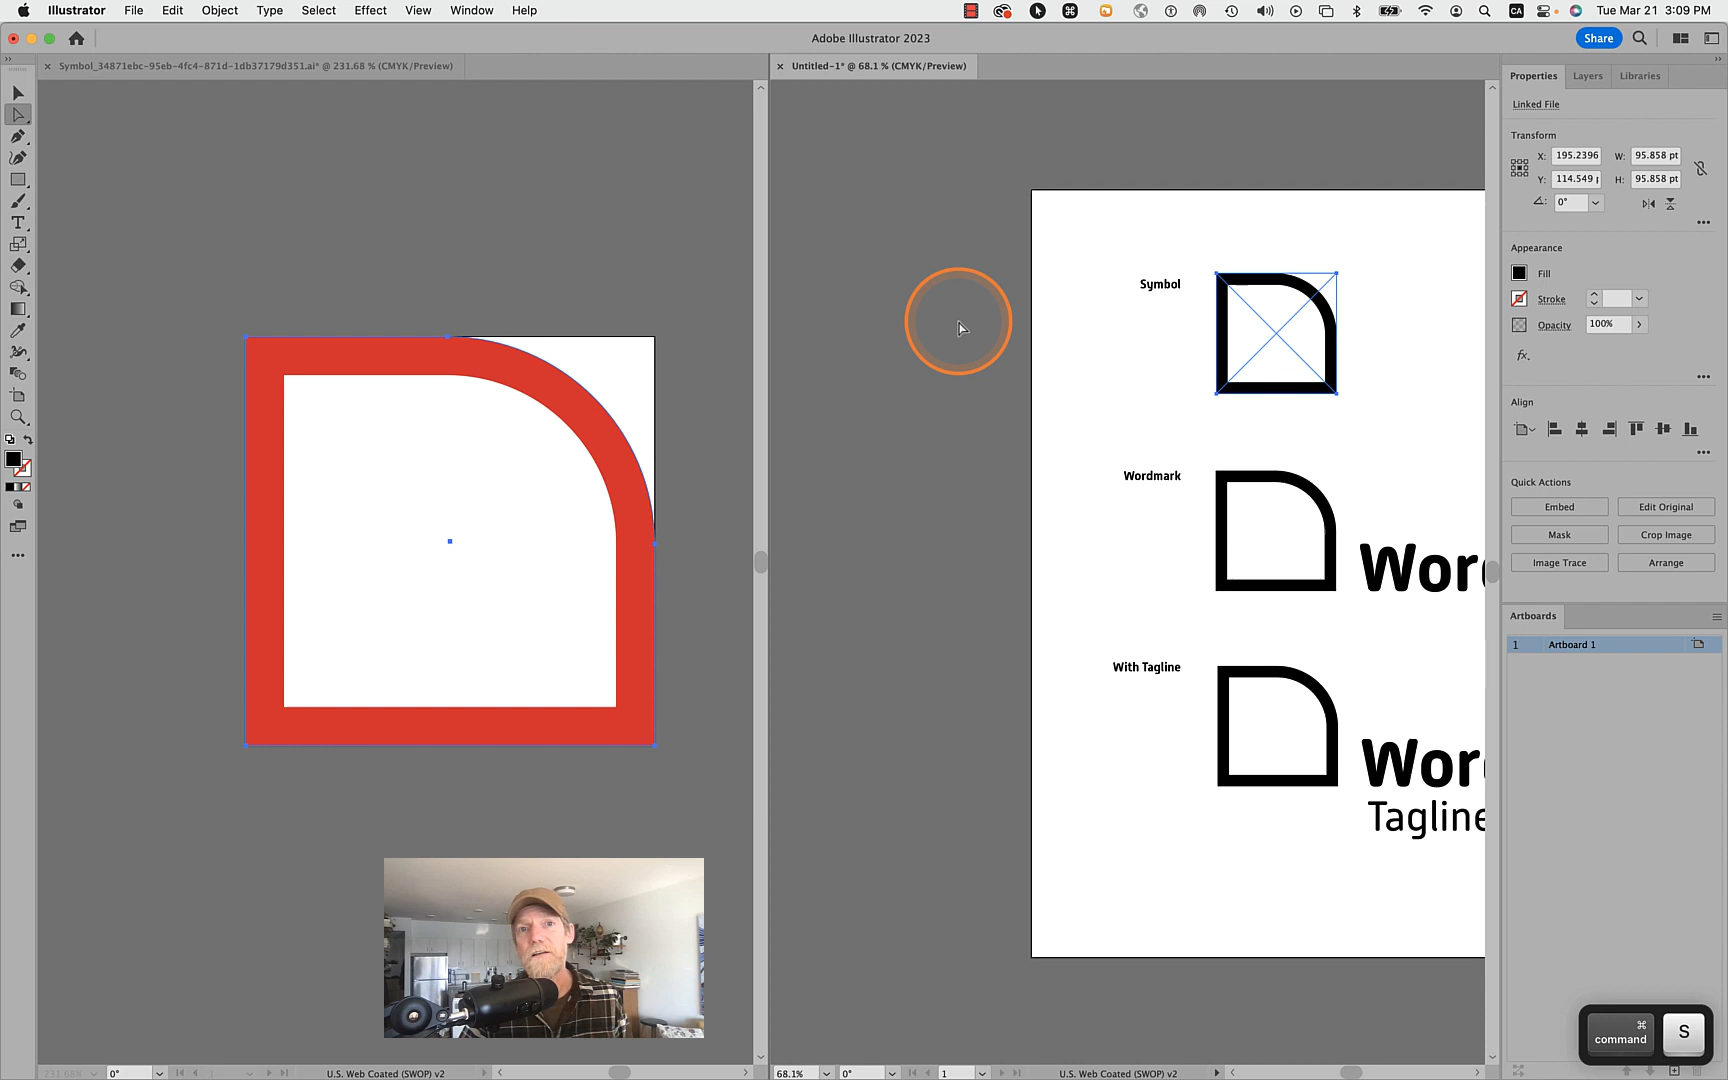 Illustrator File Edit Object Type Select Effect View Window Help
CA Tue Mar 21 3:09 PM
Adobe Illustrator 2023
Share
Symbol_34871ebc-95eb-4fc4-871d-1db37179d351.ai* @ 231.68 % (CMYK/Preview)
Untitled-1* @ 68.1 % (CMYK/Preview)
Properties Layers Libraries
Linked File
Transform
X: 195.2396 W: 95.858 pt
Y: 114.549 H: 95.858 pt
0°
Appearance
Fill
Stroke
Opacity 100%
fx.
Align
Quick Actions
Embed Edit Original
Mask Crop Image
Image Trace Arrange
Artboards
1 Artboard 1
Symbol
Wordmark
Word
With Tagline
Word
Tagline
command S
231.68% 0° 1 U.S. Web Coated (SWOP) v2
68.1% 0° 1 U.S. Web Coated (SWOP) v2